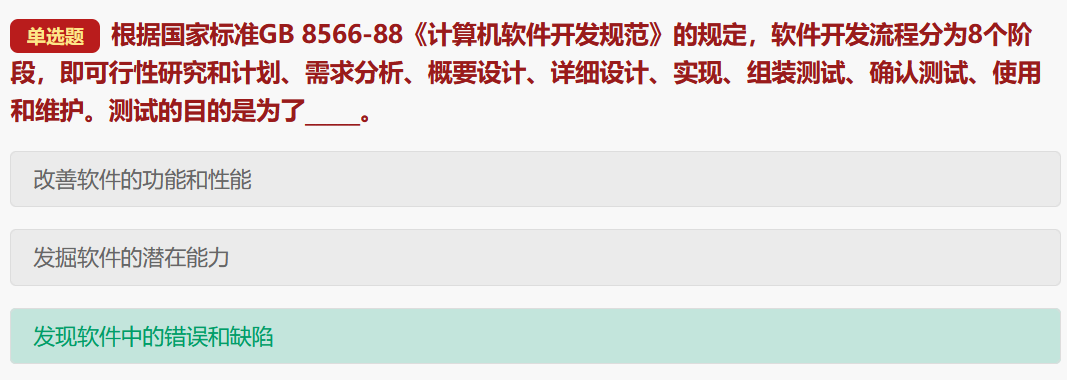 单选题 根据国家标准GB 8566-88《计算机软件开发规范》的规定，软件开发流程分为8个阶
段，即可行性研究和计划、需求分析、概要设计、详细设计、实现、组装测试、确认测试、使用
和维护。测试的目的是为了_____。
改善软件的功能和性能
发掘软件的潜在能力
发现软件中的错误和缺陷